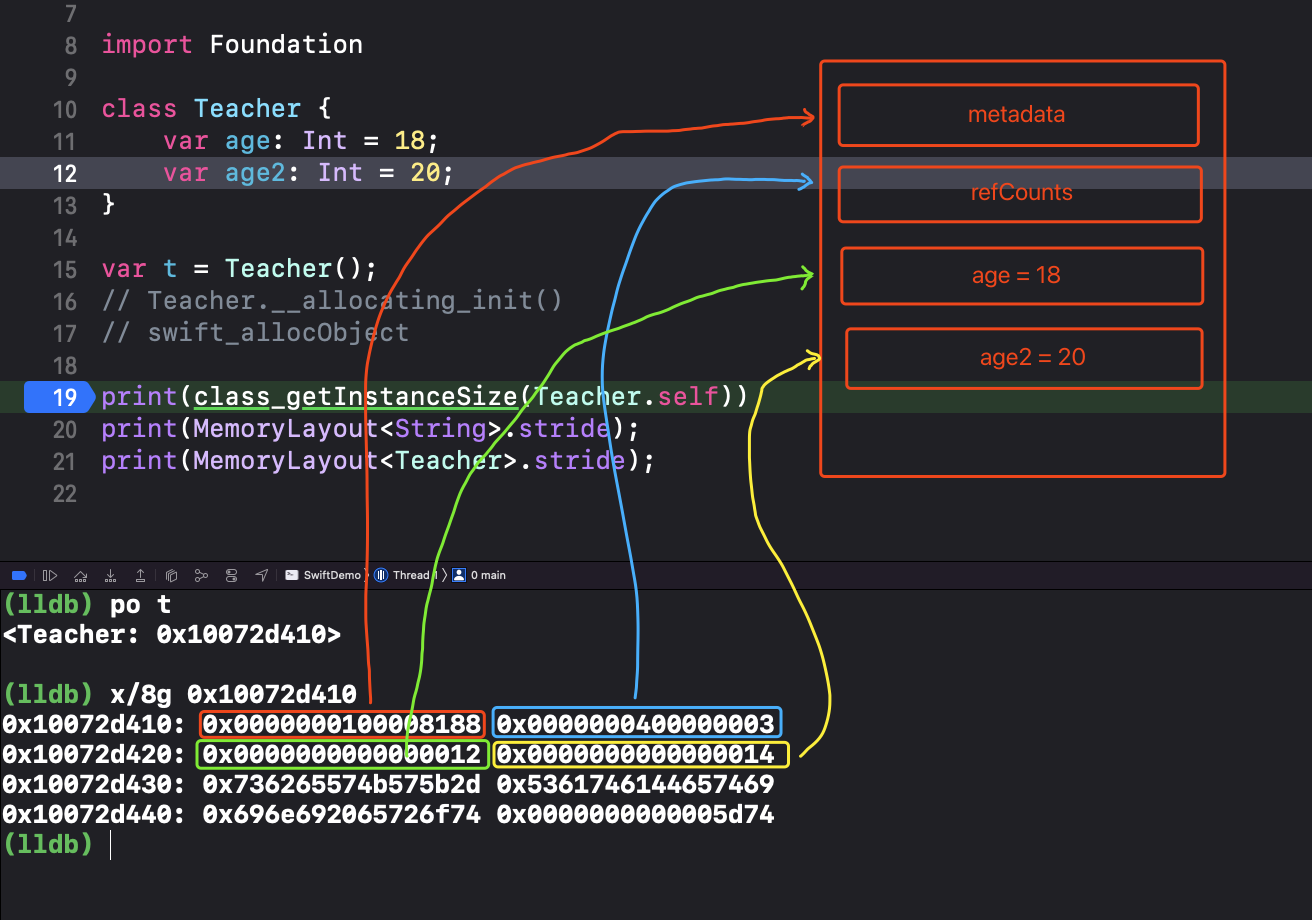 7
8 import Foundation
9
10 class Teacher {
11     var age: Int = 18;
12     var age2: Int = 20;
13 }
14
15 var t = Teacher();
16 // Teacher.__allocating_init()
17 // swift_allocObject
18
19 print(class_getInstanceSize(Teacher.self))
20 print(MemoryLayout<String>.stride);
21 print(MemoryLayout<Teacher>.stride);
22
metadata
refCounts
age = 18
age2 = 20
SwiftDemo Thread 1 0 main
(lldb) po t
<Teacher: 0x10072d410>
(lldb) x/8g 0x10072d410
0x10072d410: 0x0000000100008188 0x0000000400000003
0x10072d420: 0x0000000000000012 0x0000000000000014
0x10072d430: 0x736265574b575b2d 0x5361746144657469
0x10072d440: 0x696e692065726f74 0x0000000000005d74
(lldb)